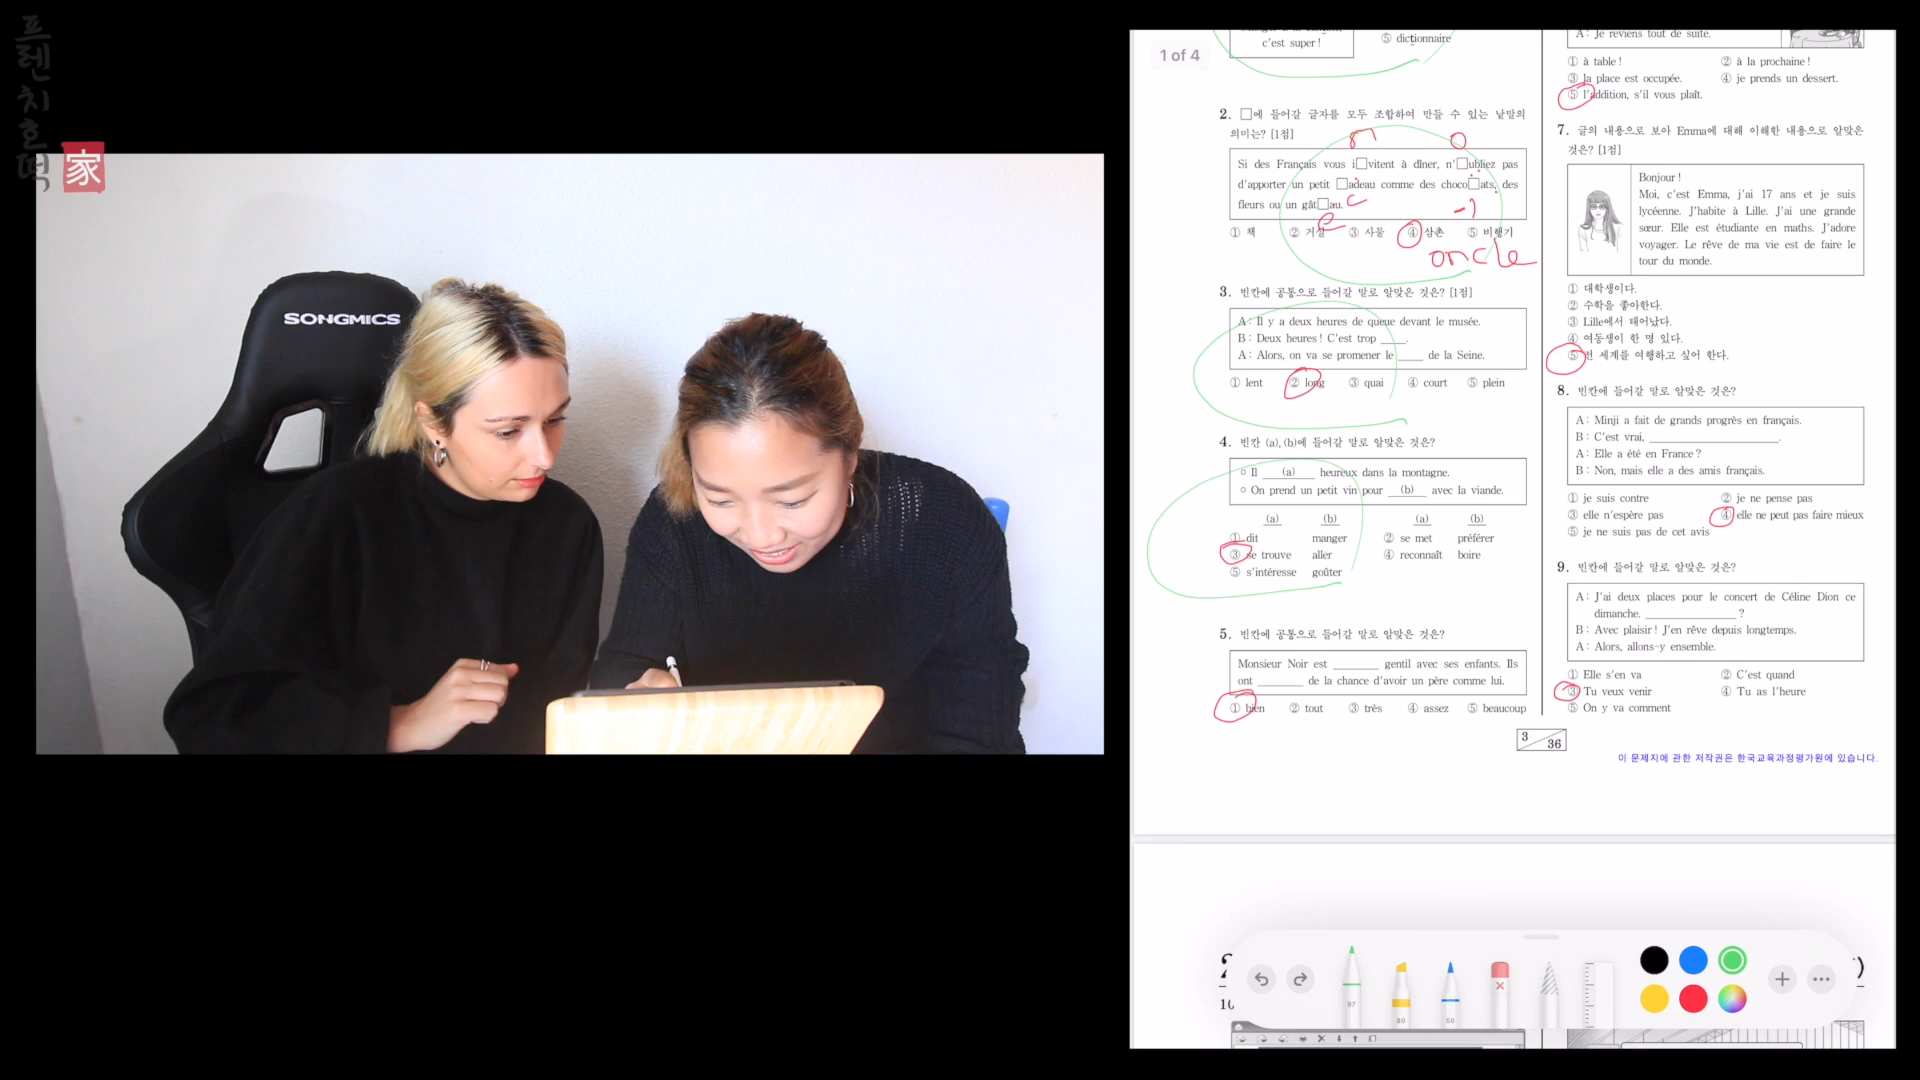 프렌치호떡
家
SONGMICS
1 of 4
c'est super !
⑤ dictionnaire
2. □에 들어갈 글자를 모두 조합하여 만들 수 있는 낱말의
의미는? [1점]
Si des Français vous i□vitent à dîner, n'□ubliez pas
d'apporter un petit □adeau comme des choco□ats, des
fleurs ou un gât□au.
n
o
c
l
e
① 책 ② 거실 ③ 사물 ④ 삼촌 ⑤ 비행기
oncle
3. 빈칸에 공통으로 들어갈 말로 알맞은 것은? [1점]
A : Il y a deux heures de queue devant le musée.
B : Deux heures ! C'est trop ____.
A : Alors, on va se promener le ____ de la Seine.
① lent ② long ③ quai ④ court ⑤ plein
4. 빈칸 (a), (b)에 들어갈 말로 알맞은 것은?
○ Il (a) heureux dans la montagne.
○ On prend un petit vin pour (b) avec la viande.
(a) (b) (a) (b)
① dit manger ② se met préférer
③ se trouve aller ④ reconnaît boire
⑤ s'intéresse goûter
5. 빈칸에 공통으로 들어갈 말로 알맞은 것은?
Monsieur Noir est ________ gentil avec ses enfants. Ils
ont ________ de la chance d'avoir un père comme lui.
① bien ② tout ③ très ④ assez ⑤ beaucoup
A : Je reviens tout de suite.
① à table ! ② à la prochaine !
③ la place est occupée. ④ je prends un dessert.
⑤ l'addition, s'il vous plaît.
7. 글의 내용으로 보아 Emma에 대해 이해한 내용으로 알맞은
것은? [1점]
Bonjour !
Moi, c'est Emma, j'ai 17 ans et je suis
lycéenne. J'habite à Lille. J'ai une grande
sœur. Elle est étudiante en maths. J'adore
voyager. Le rêve de ma vie est de faire le
tour du monde.
① 대학생이다.
② 수학을 좋아한다.
③ Lille에서 태어났다.
④ 여동생이 한 명 있다.
⑤ 전 세계를 여행하고 싶어 한다.
8. 빈칸에 들어갈 말로 알맞은 것은?
A : Minji a fait de grands progrès en français.
B : C'est vrai, ______________________.
A : Elle a été en France ?
B : Non, mais elle a des amis français.
① je suis contre ② je ne pense pas
③ elle n'espère pas ④ elle ne peut pas faire mieux
⑤ je ne suis pas de cet avis
9. 빈칸에 들어갈 말로 알맞은 것은?
A : J'ai deux places pour le concert de Céline Dion ce
dimanche. ________________ ?
B : Avec plaisir ! J'en rêve depuis longtemps.
A : Alors, allons-y ensemble.
① Elle s'en va ② C'est quand
③ Tu veux venir ④ Tu as l'heure
⑤ On y va comment
3 36
이 문제지에 관한 저작권은 한국교육과정평가원에 있습니다.
97
80
50